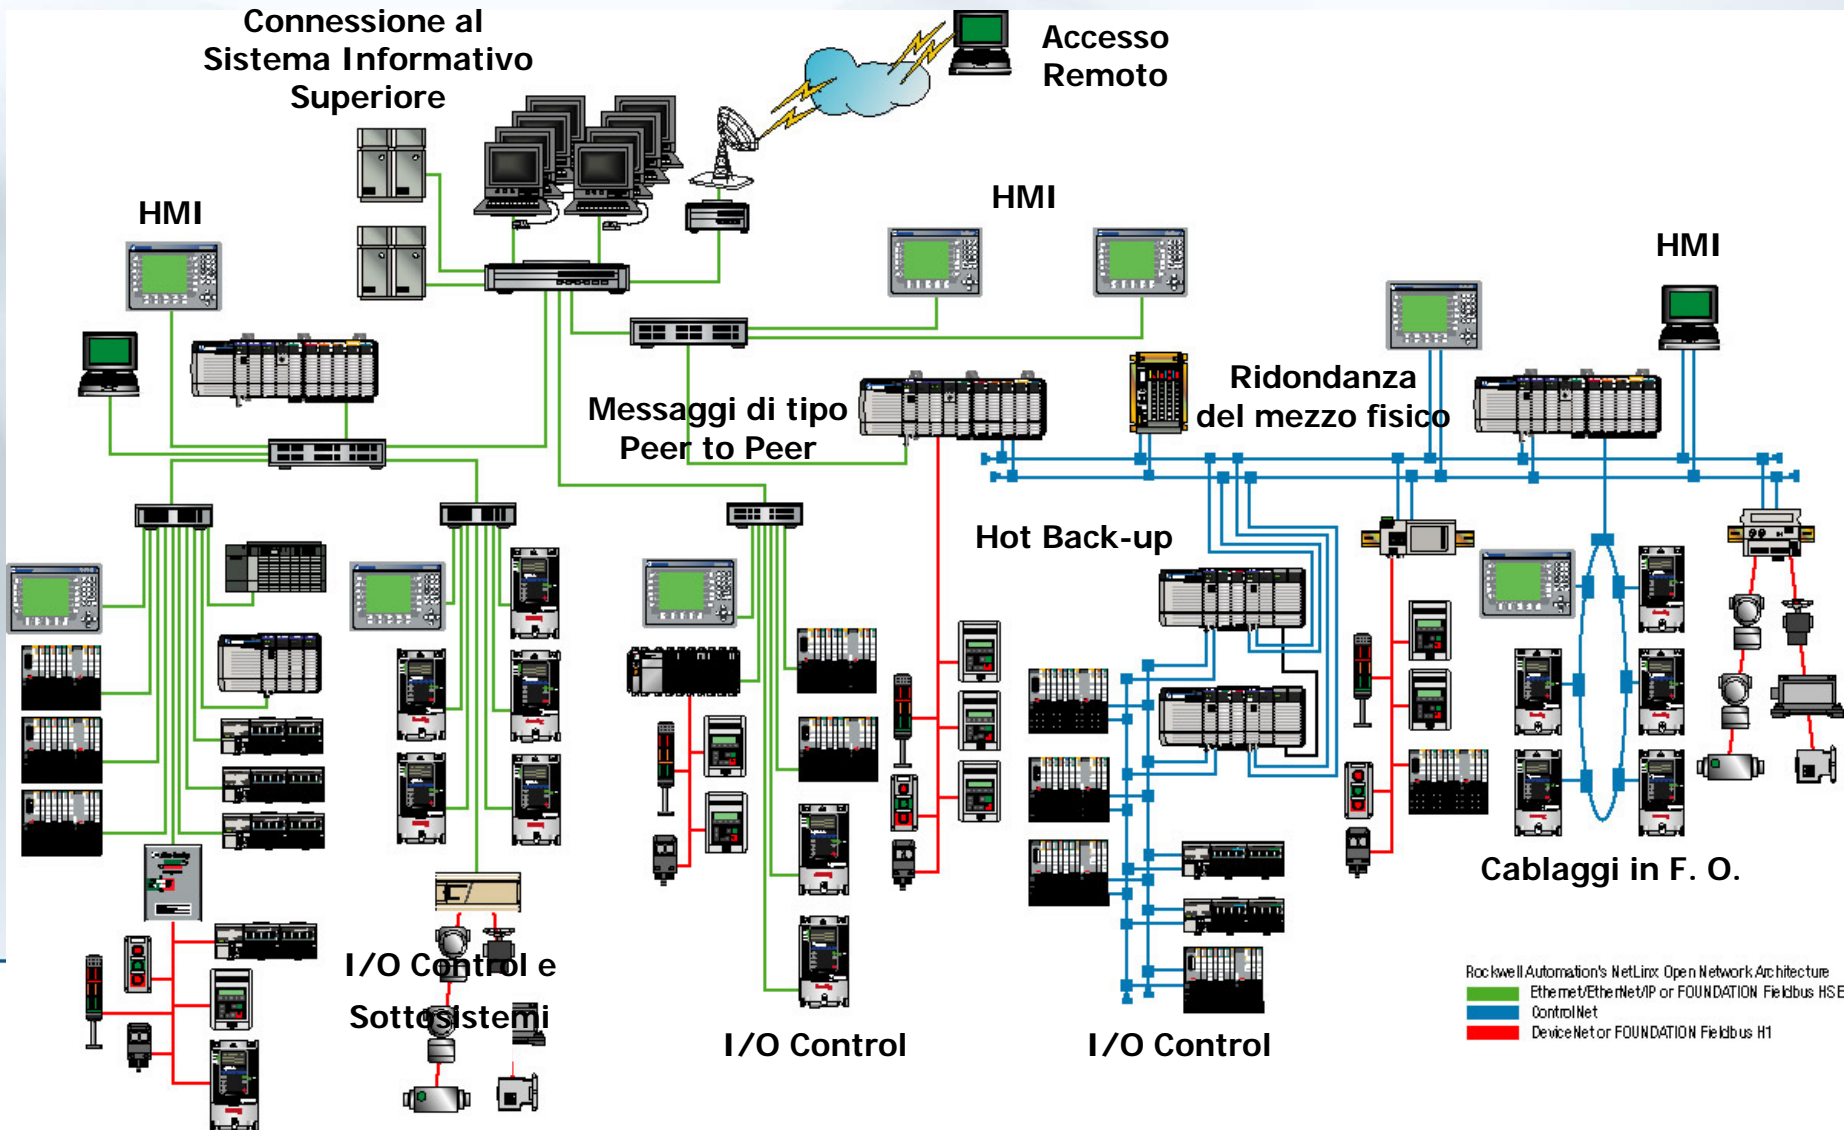 Connessione al
Sistema Informativo
Superiore
Accesso
Remoto
HMI
HMI
HMI
Messaggi di tipo
Peer to Peer
Ridondanza
del mezzo fisico
Hot Back-up
Cablaggi in F. O.
I/O Control e
Sottosistemi
I/O Control
I/O Control
Rockwell Automation's NetLinx Open Network Architecture
Ethernet/EtherNet/IP or FOUNDATION Fieldbus HSE
ControlNet
DeviceNet or FOUNDATION Fieldbus H1